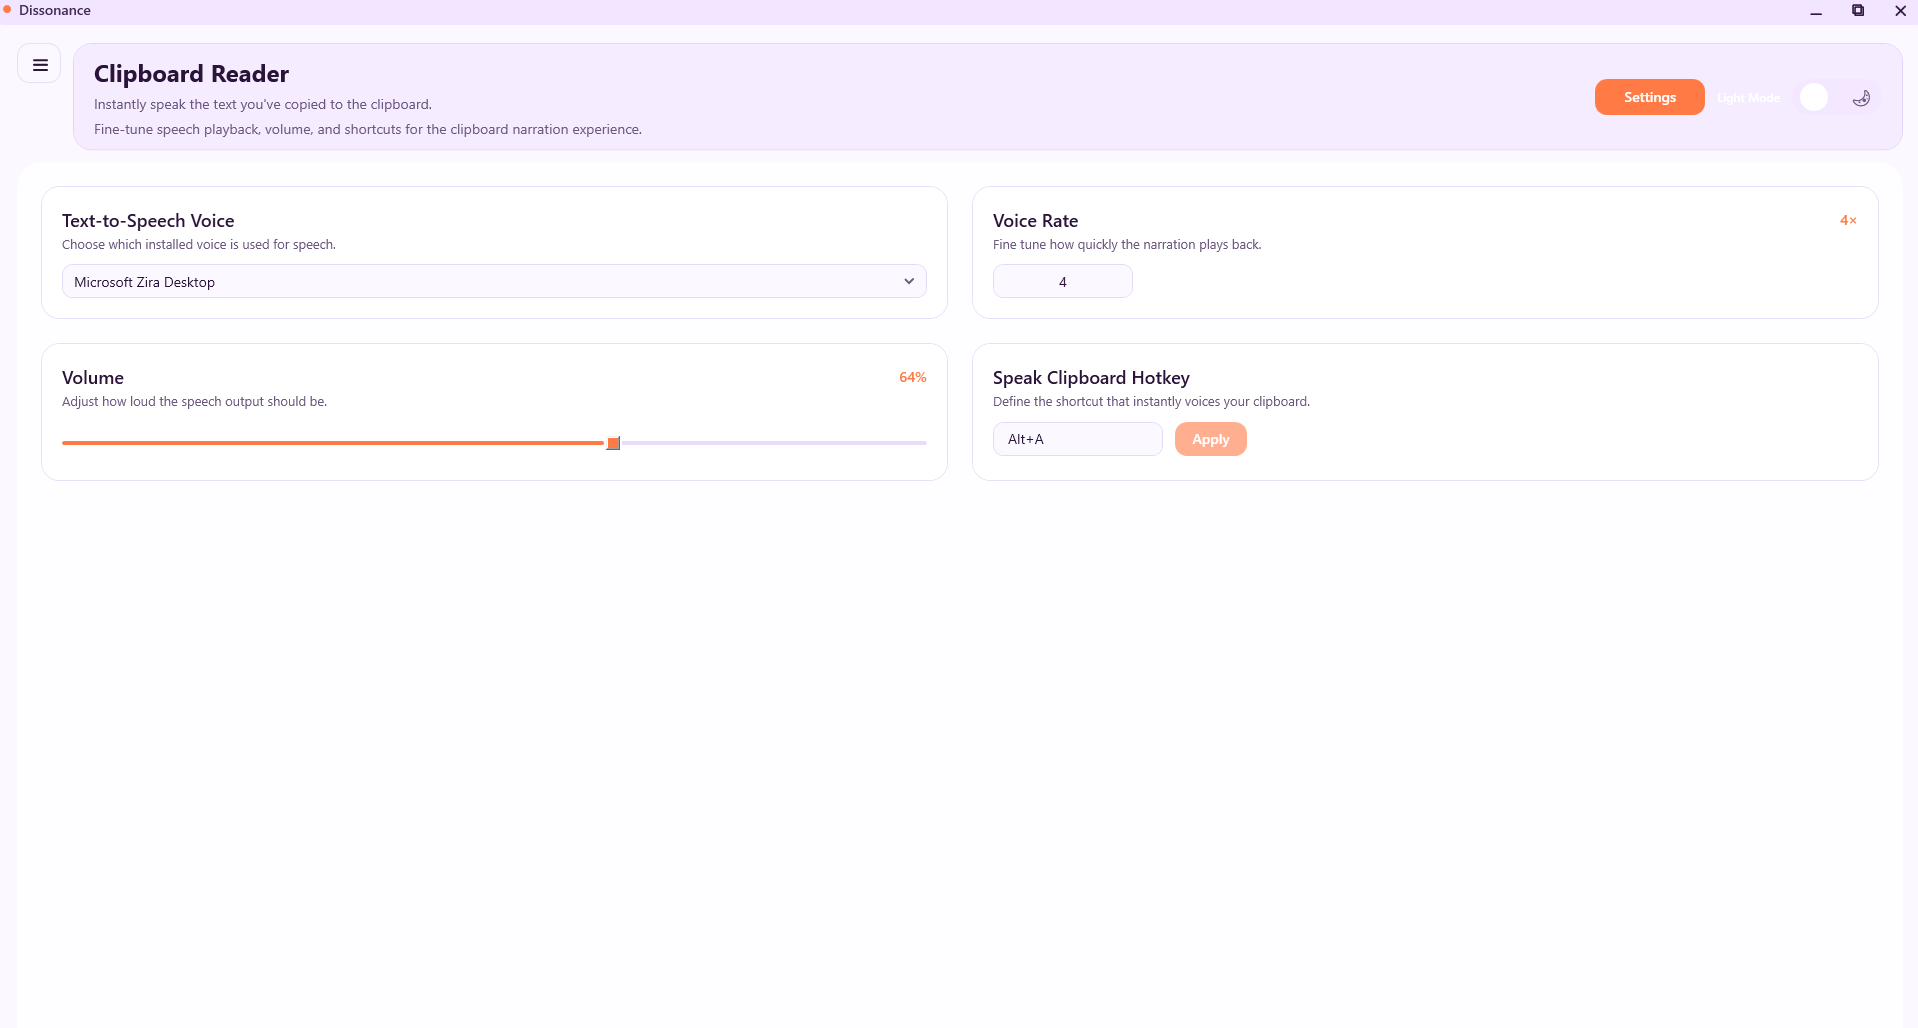 Dissonance
Clipboard Reader
Instantly speak the text you've copied to the clipboard.
Fine-tune speech playback, volume, and shortcuts for the clipboard narration experience.
Settings
Light Mode
Text-to-Speech Voice
Choose which installed voice is used for speech.
Microsoft Zira Desktop
Voice Rate
4×
Fine tune how quickly the narration plays back.
4
Volume
64%
Adjust how loud the speech output should be.
Speak Clipboard Hotkey
Define the shortcut that instantly voices your clipboard.
Alt+A
Apply